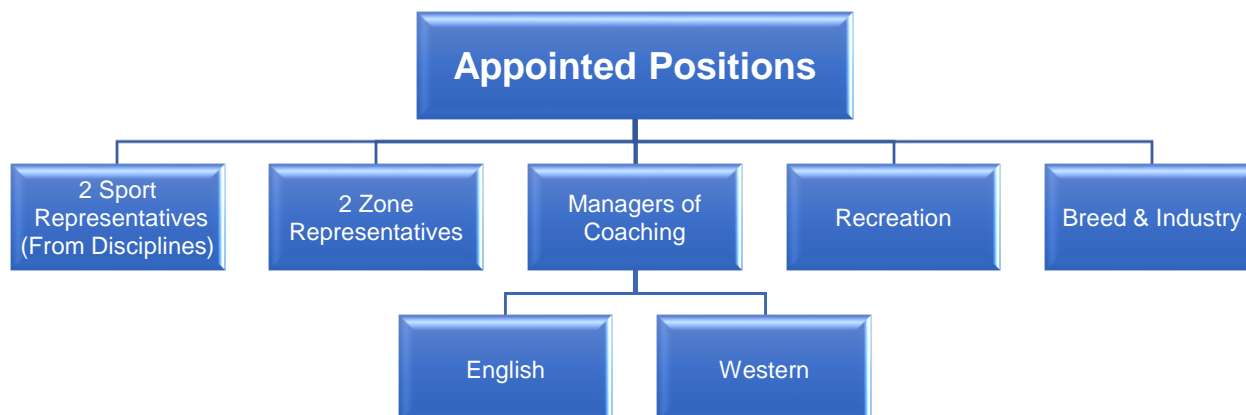 Appointed Positions
2 Sport
Representatives
(From Disciplines)
2 Zone
Representatives
Managers of
Coaching
Recreation
Breed & Industry
English
Western